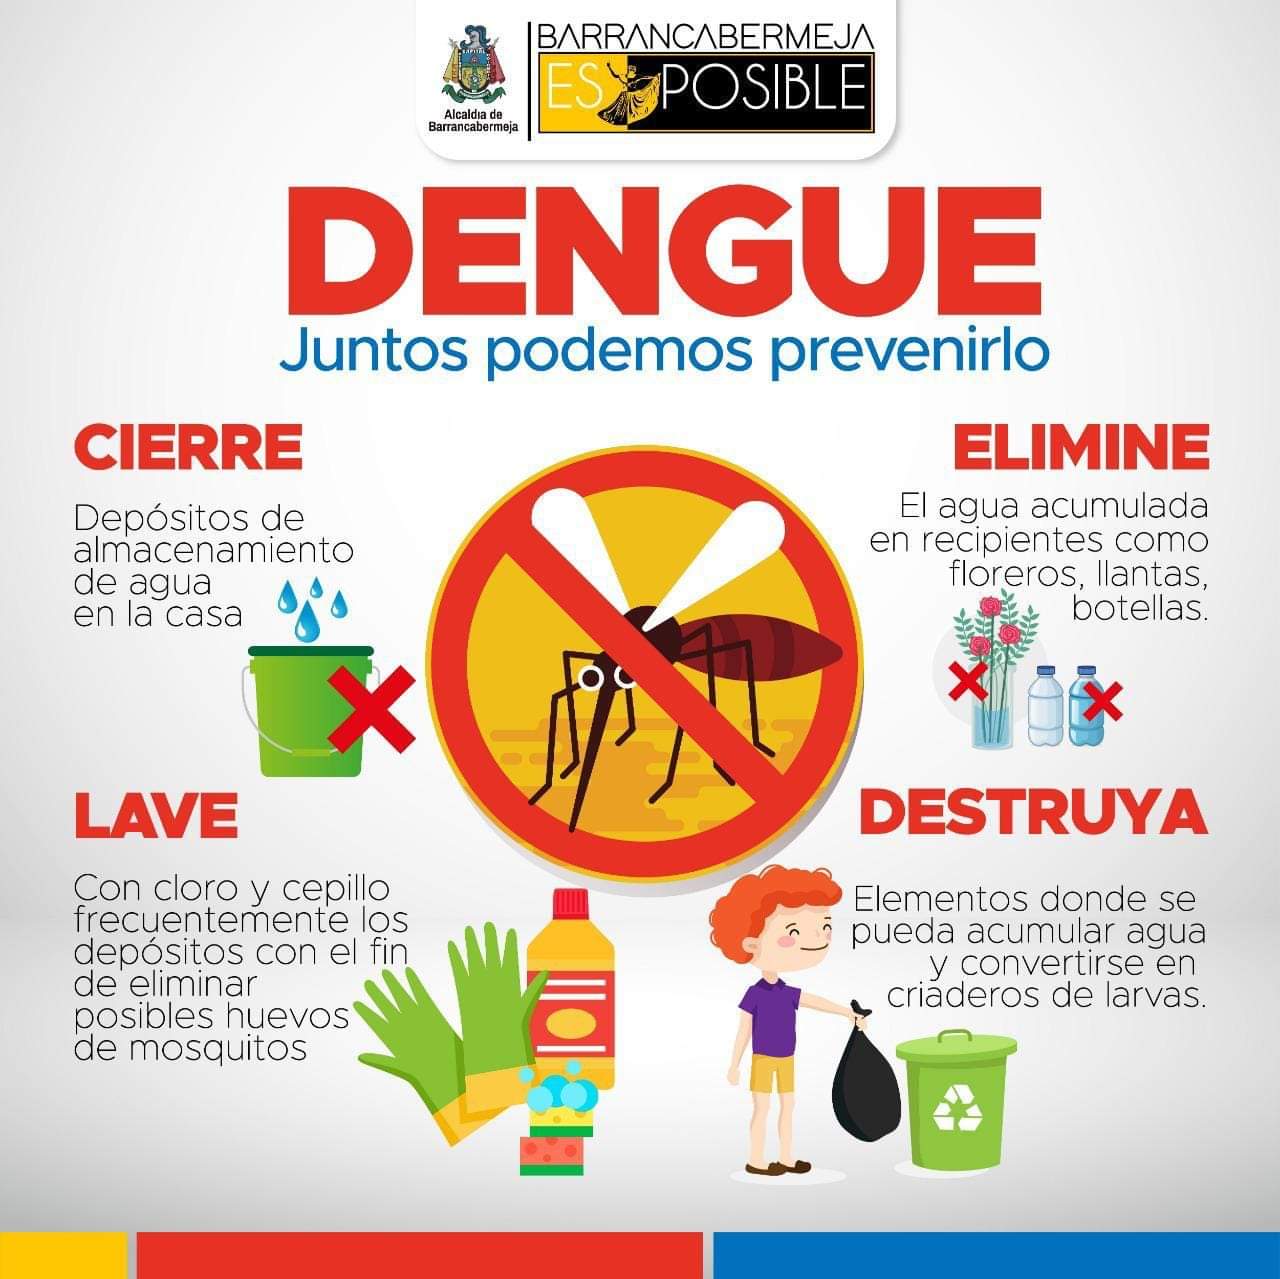 Alcaldía de
Barrancabermeja
BARRANCABERMEJA
ES POSIBLE
DENGUE
Juntos podemos prevenirlo
CIERRE
Depósitos de
almacenamiento
de agua
en la casa
ELIMINE
El agua acumulada
en recipientes como
floreros, llantas,
botellas.
LAVE
Con cloro y cepillo
frecuentemente los
depósitos con el fin
de eliminar
posibles huevos
de mosquitos
DESTRUYA
Elementos donde se
pueda acumular agua
y convertirse en
criaderos de larvas.